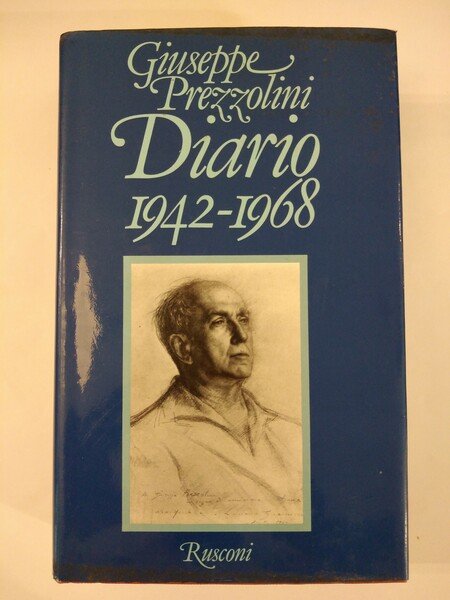 Giuseppe
Prezzolini
Diario
1942-1968
Rusconi